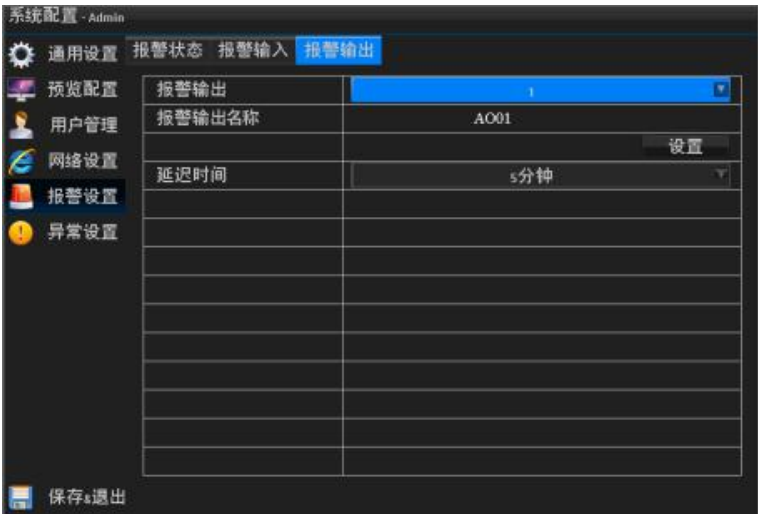 系统配置 - Admin
通用设置
预览配置
用户管理
网络设置
报警设置
异常设置
保存&退出
报警状态 报警输入 报警输出
报警输出 1
报警输出名称 AO01
设置
延迟时间 5分钟